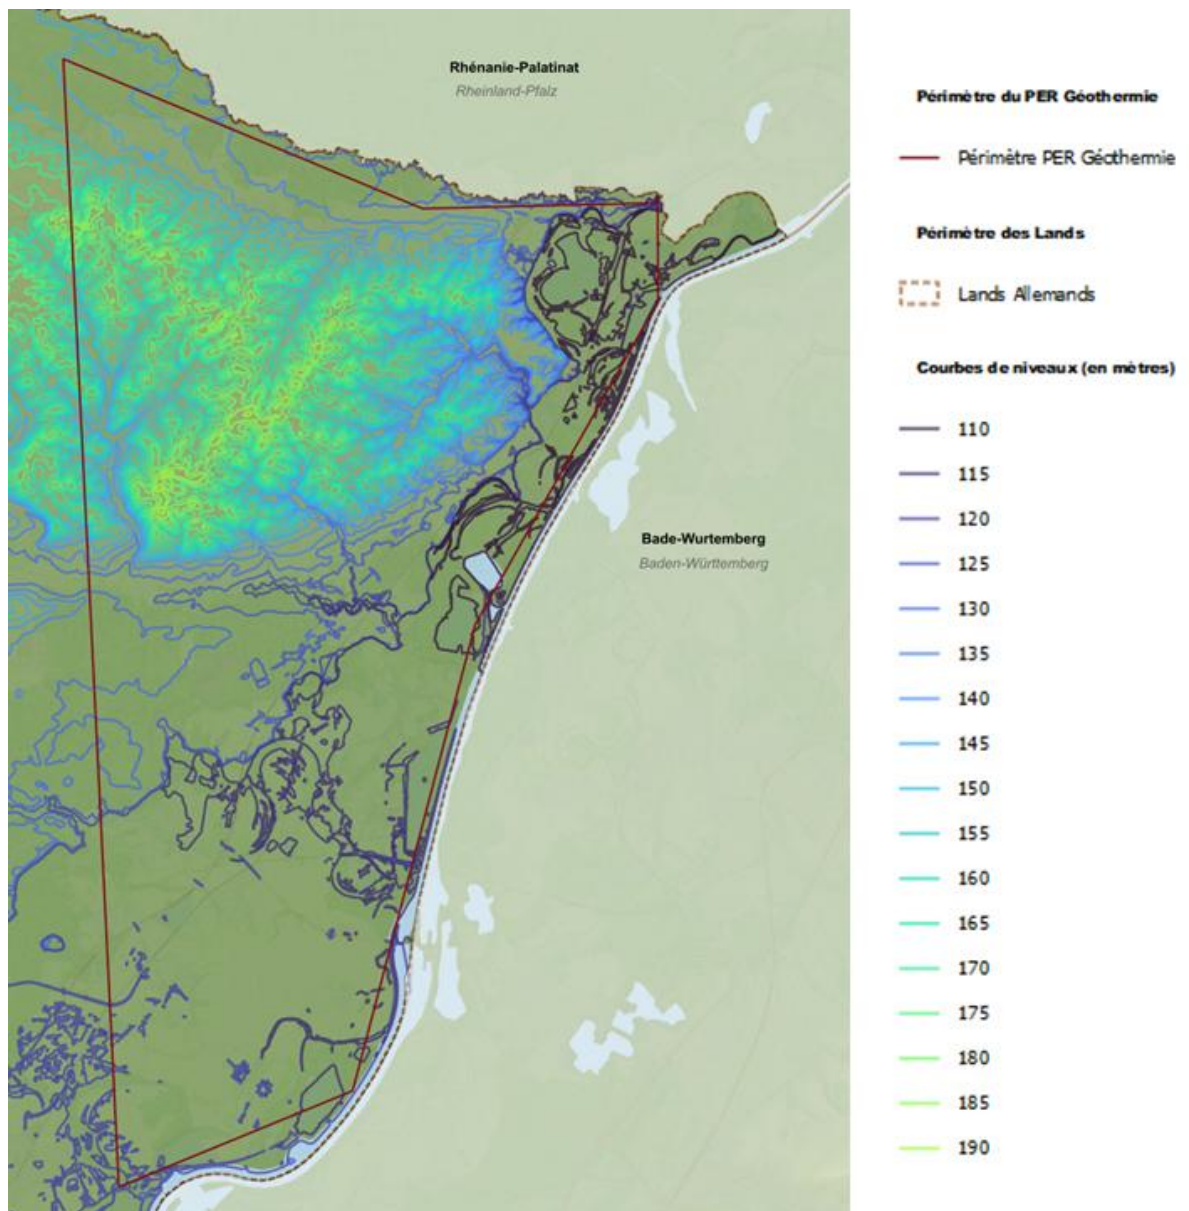 Rhénanie-Palatinat
Rheinland-Pfalz
Bade-Wurtemberg
Baden-Württemberg
Périmètre du PER Géothermie
Périmètre PER Géothermie
Périmètre des Lands
Lands Allemands
Courbes de niveaux (en mètres)
110
115
120
125
130
135
140
145
150
155
160
165
170
175
180
185
190